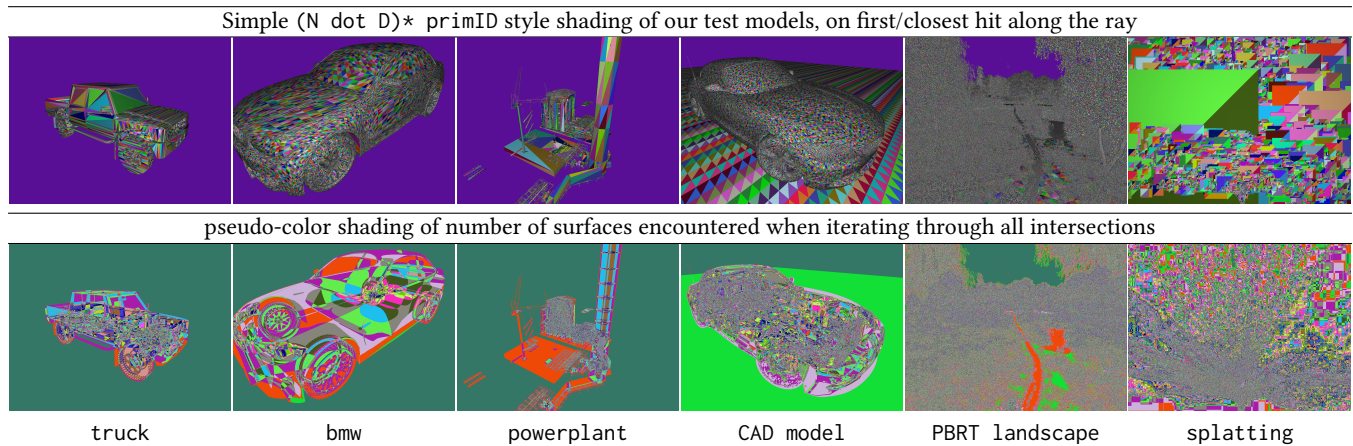 Simple (N dot D)* primID style shading of our test models, on first/closest hit along the ray
pseudo-color shading of number of surfaces encountered when iterating through all intersections
truck bmw powerplant CAD model PBRT landscape splatting